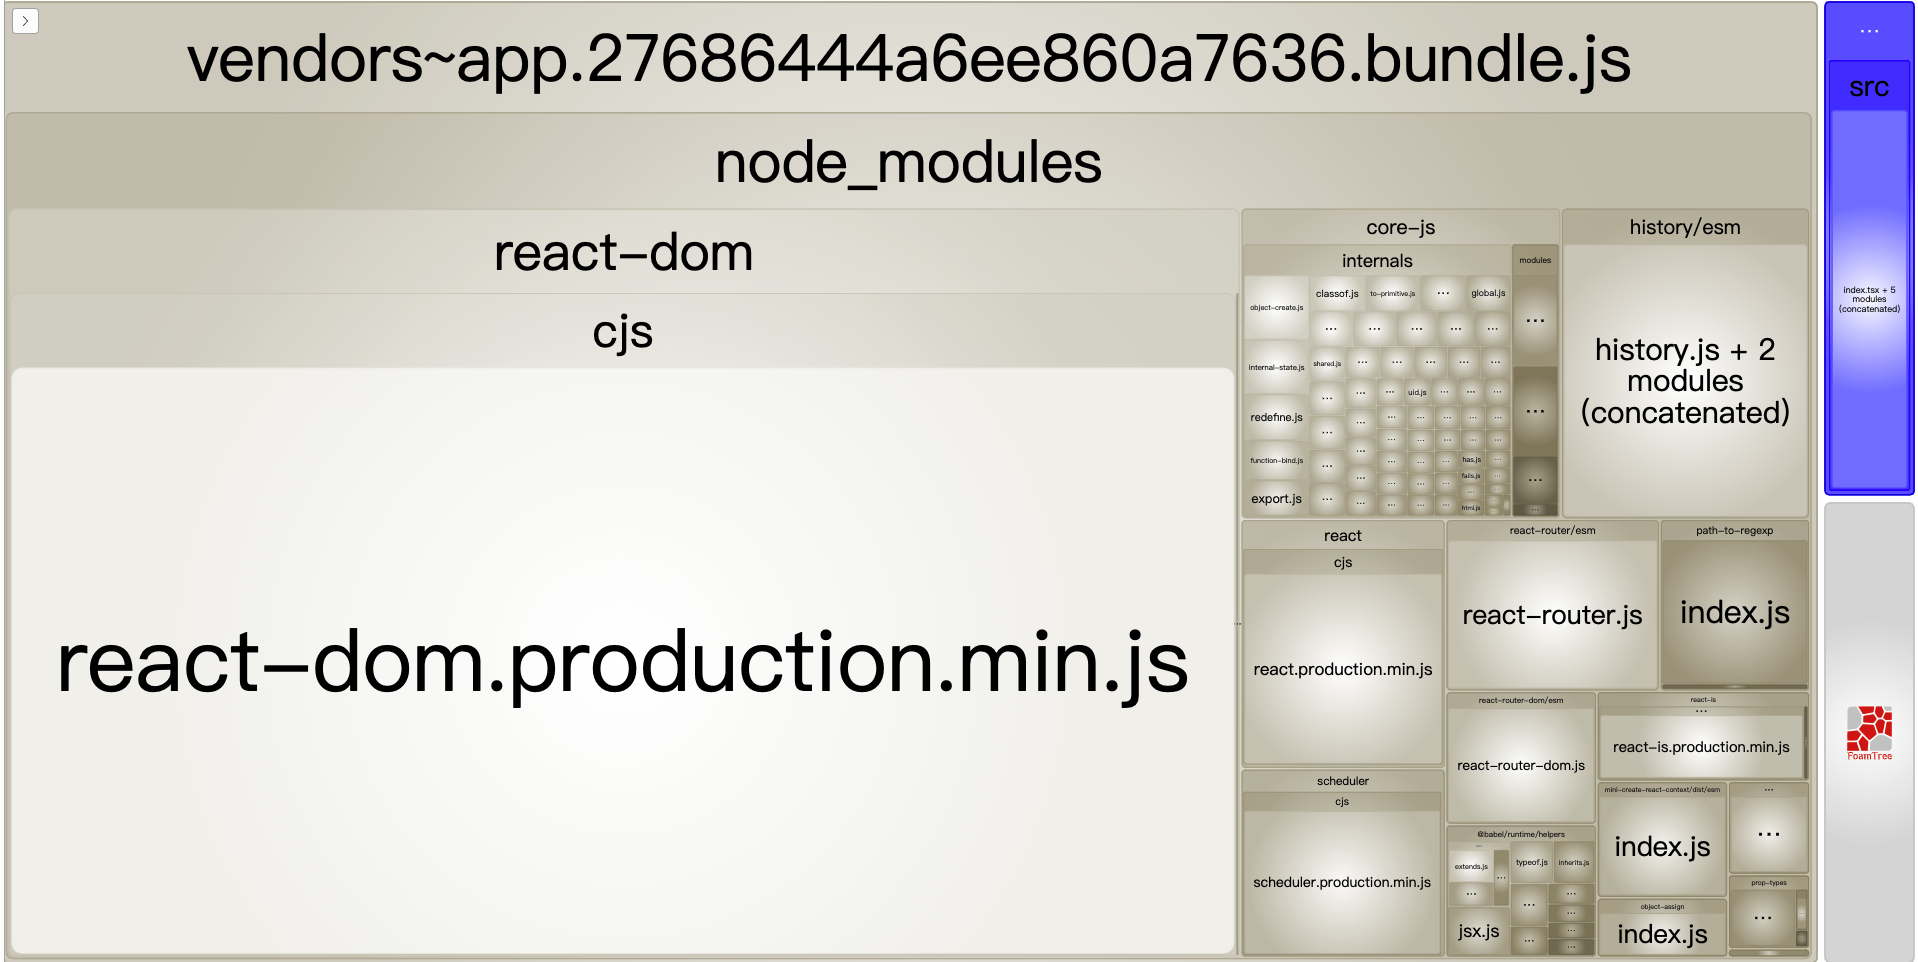 vendors~app.27686444a6ee860a7636.bundle.js
node_modules
react-dom
cjs
react-dom.production.min.js
core-js
internals
object-create.js
internal-state.js
redefine.js
function-bind.js
export.js
classof.js
to-primitive.js
...
global.js
shared.js
uid.js
has.js
fails.js
html.js
modules
...
...
...
history/esm
history.js + 2
modules
(concatenated)
react
cjs
react.production.min.js
scheduler
cjs
scheduler.production.min.js
react-router/esm
react-router.js
path-to-regexp
index.js
react-router-dom/esm
react-router-dom.js
react-is
...
react-is.production.min.js
@babel/runtime/helpers
...
extends.js
...
typeof.js
inherits.js
...
jsx.js
mini-create-react-context/dist/esm
index.js
object-assign
index.js
...
...
prop-types
...
...
src
index.tsx + 5
modules
(concatenated)
FoamTree